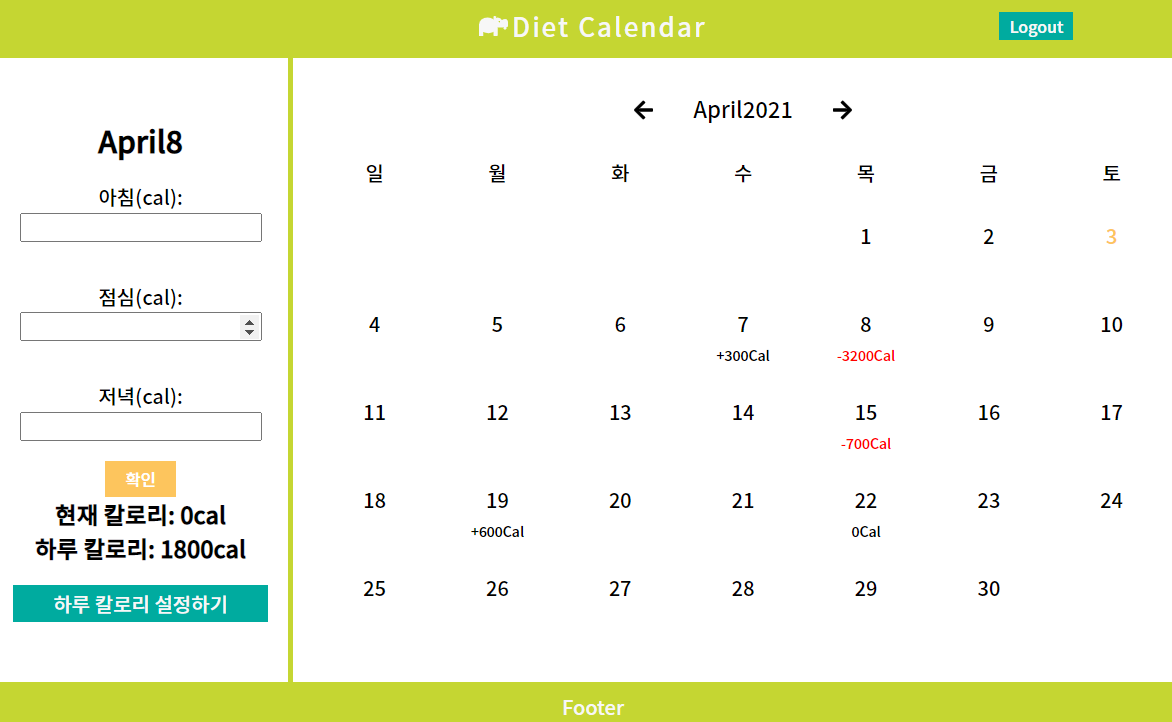 Diet Calendar
Logout
April8
아침(cal):
점심(cal):
저녁(cal):
확인
현재 칼로리: 0cal
하루 칼로리: 1800cal
하루 칼로리 설정하기
April2021
일 월 화 수 목 금 토
1 2 3
4 5 6 7 8 9 10
+300Cal -3200Cal
11 12 13 14 15 16 17
-700Cal
18 19 20 21 22 23 24
+600Cal 0Cal
25 26 27 28 29 30
Footer